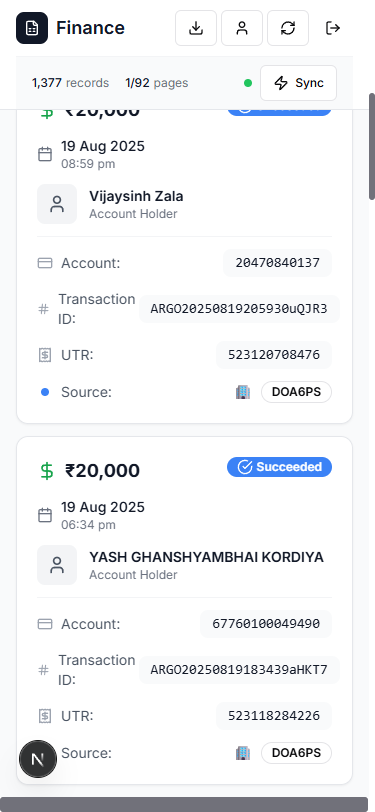 Finance
1,377 records 1/92 pages Sync
₹20,000
19 Aug 2025
08:59 pm
Vijaysinh Zala
Account Holder
Account: 20470840137
Transaction ID: ARGO20250819205930uQJR3
UTR: 523120708476
Source: DOA6PS
₹20,000 Succeeded
19 Aug 2025
06:34 pm
YASH GHANSHYAMBHAI KORDIYA
Account Holder
Account: 67760100049490
Transaction ID: ARGO20250819183439aHKT7
UTR: 523118284226
N Source: DOA6PS